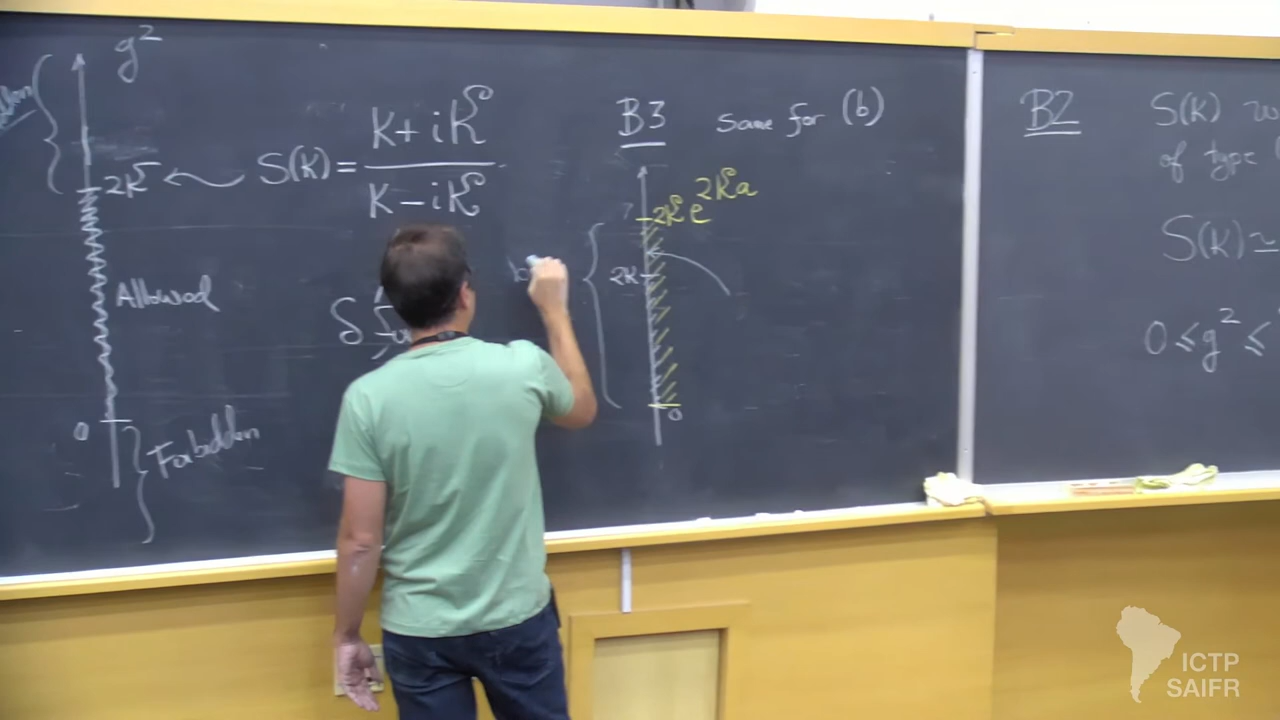 g²
2K
S(K) = (K + iK) / (K − iK)
Allowed
0
Forbidden
B3 Same for (b)
2K e^{2Ka}
2K
0
B2
S(K)
of type
S(K) ≃
0 ≤ g² ≤
ICTP
SAIFR